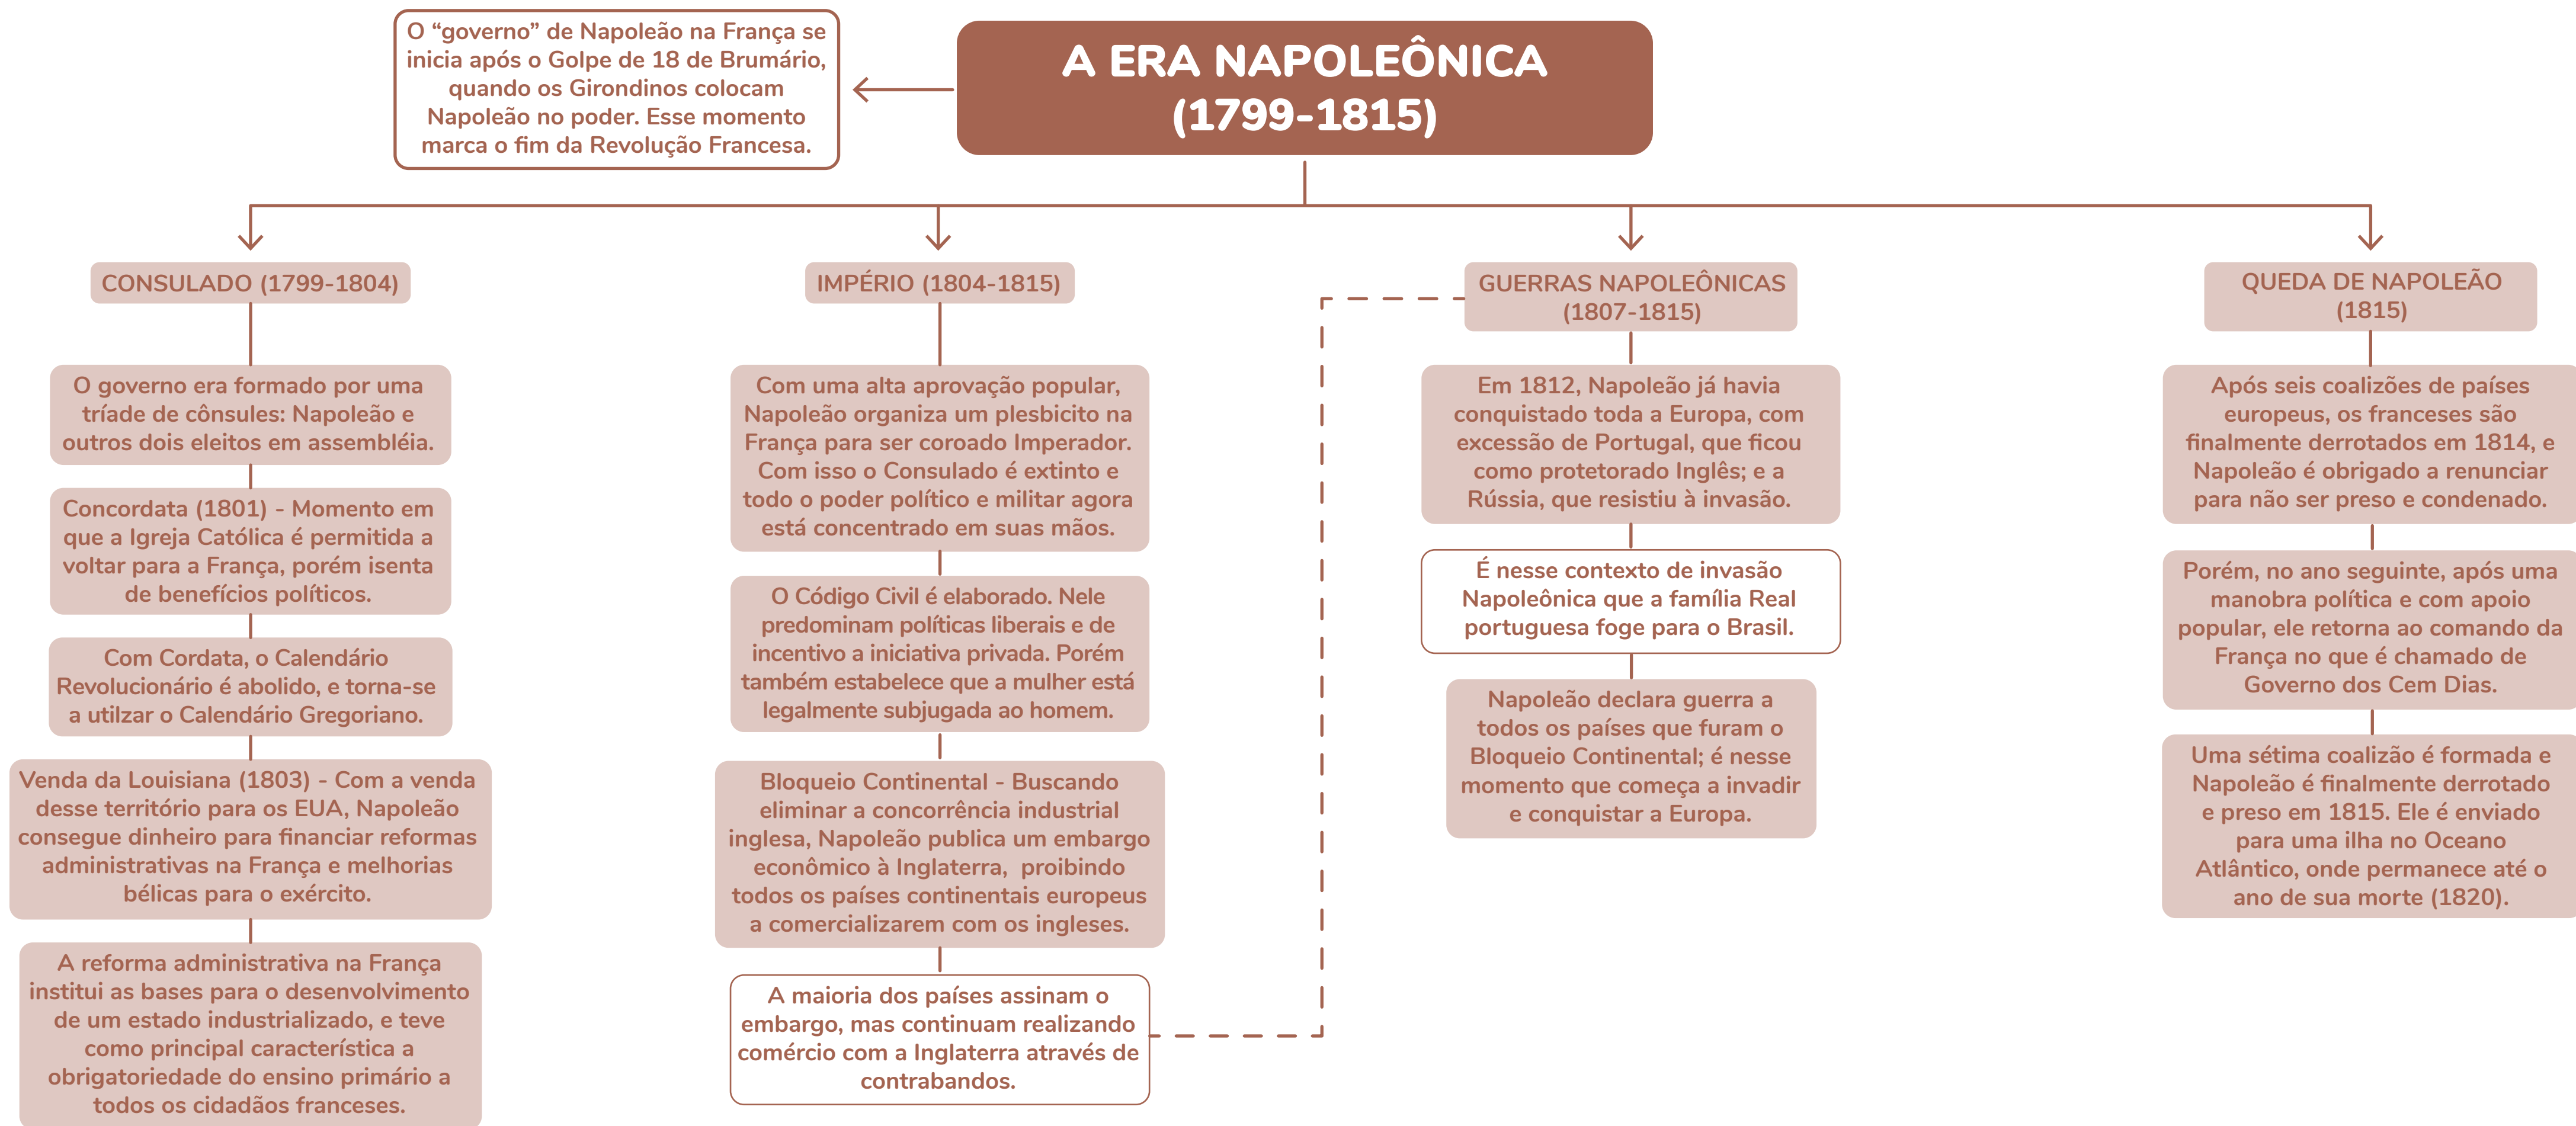 O “governo” de Napoleão na França se
inicia após o Golpe de 18 de Brumário,
quando os Girondinos colocam
Napoleão no poder. Esse momento
marca o fim da Revolução Francesa.
A ERA NAPOLEÔNICA
(1799-1815)
CONSULADO (1799-1804)
O governo era formado por uma
tríade de cônsules: Napoleão e
outros dois eleitos em assembléia.
Concordata (1801) - Momento em
que a Igreja Católica é permitida a
voltar para a França, porém isenta
de benefícios políticos.
Com Cordata, o Calendário
Revolucionário é abolido, e torna-se
a utilzar o Calendário Gregoriano.
Venda da Louisiana (1803) - Com a venda
desse território para os EUA, Napoleão
consegue dinheiro para financiar reformas
administrativas na França e melhorias
bélicas para o exército.
A reforma administrativa na França
institui as bases para o desenvolvimento
de um estado industrializado, e teve
como principal característica a
obrigatoriedade do ensino primário a
todos os cidadãos franceses.
IMPÉRIO (1804-1815)
Com uma alta aprovação popular,
Napoleão organiza um plesbicito na
França para ser coroado Imperador.
Com isso o Consulado é extinto e
todo o poder político e militar agora
está concentrado em suas mãos.
O Código Civil é elaborado. Nele
predominam políticas liberais e de
incentivo a iniciativa privada. Porém
também estabelece que a mulher está
legalmente subjugada ao homem.
Bloqueio Continental - Buscando
eliminar a concorrência industrial
inglesa, Napoleão publica um embargo
econômico à Inglaterra, proibindo
todos os países continentais europeus
a comercializarem com os ingleses.
A maioria dos países assinam o
embargo, mas continuam realizando
comércio com a Inglaterra através de
contrabandos.
GUERRAS NAPOLEÔNICAS
(1807-1815)
Em 1812, Napoleão já havia
conquistado toda a Europa, com
excessão de Portugal, que ficou
como protetorado Inglês; e a
Rússia, que resistiu à invasão.
É nesse contexto de invasão
Napoleônica que a família Real
portuguesa foge para o Brasil.
Napoleão declara guerra a
todos os países que furam o
Bloqueio Continental; é nesse
momento que começa a invadir
e conquistar a Europa.
QUEDA DE NAPOLEÃO
(1815)
Após seis coalizões de países
europeus, os franceses são
finalmente derrotados em 1814, e
Napoleão é obrigado a renunciar
para não ser preso e condenado.
Porém, no ano seguinte, após uma
manobra política e com apoio
popular, ele retorna ao comando da
França no que é chamado de
Governo dos Cem Dias.
Uma sétima coalizão é formada e
Napoleão é finalmente derrotado
e preso em 1815. Ele é enviado
para uma ilha no Oceano
Atlântico, onde permanece até o
ano de sua morte (1820).